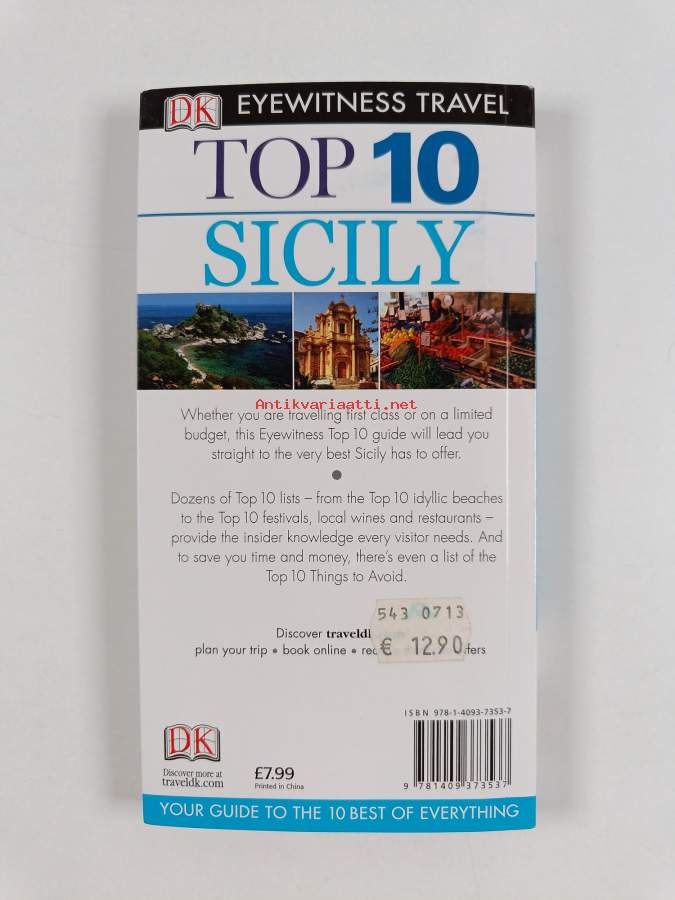 DK EYEWITNESS TRAVEL
TOP 10
SICILY
Antikvariaatti.net
Whether you are travelling first class or on a limited
budget, this Eyewitness Top 10 guide will lead you
straight to the very best Sicily has to offer.
Dozens of Top 10 lists – from the Top 10 idyllic beaches
to the Top 10 festivals, local wines and restaurants –
provide the insider knowledge every visitor needs. And
to save you time and money, there's even a list of the
Top 10 Things to Avoid.
543 0713
€ 12.90
Discover traveldk
plan your trip • book online •
ISBN 978-1-4093-7353-7
DK
Discover more at
traveldk.com
£7.99
Printed in China
9 781409 373537
YOUR GUIDE TO THE 10 BEST OF EVERYTHING